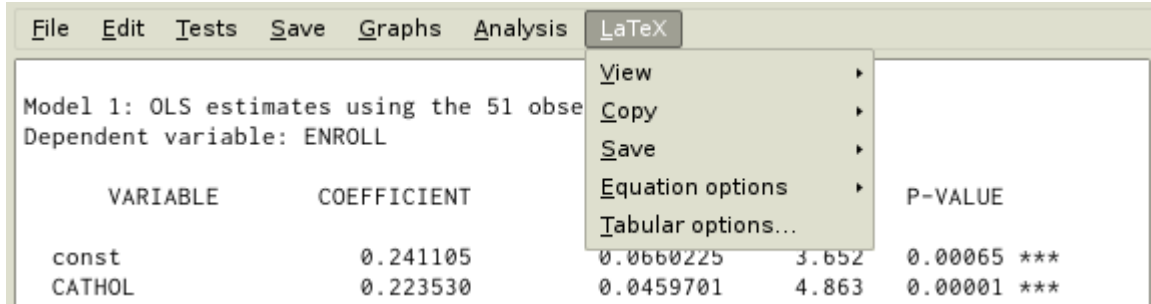 File Edit Tests Save Graphs Analysis LaTeX
View
Copy
Save
Equation options
Tabular options...
Model 1: OLS estimates using the 51 obse
Dependent variable: ENROLL
VARIABLE COEFFICIENT P-VALUE
const 0.241105 0.0660225 3.652 0.00065 ***
CATHOL 0.223530 0.0459701 4.863 0.00001 ***